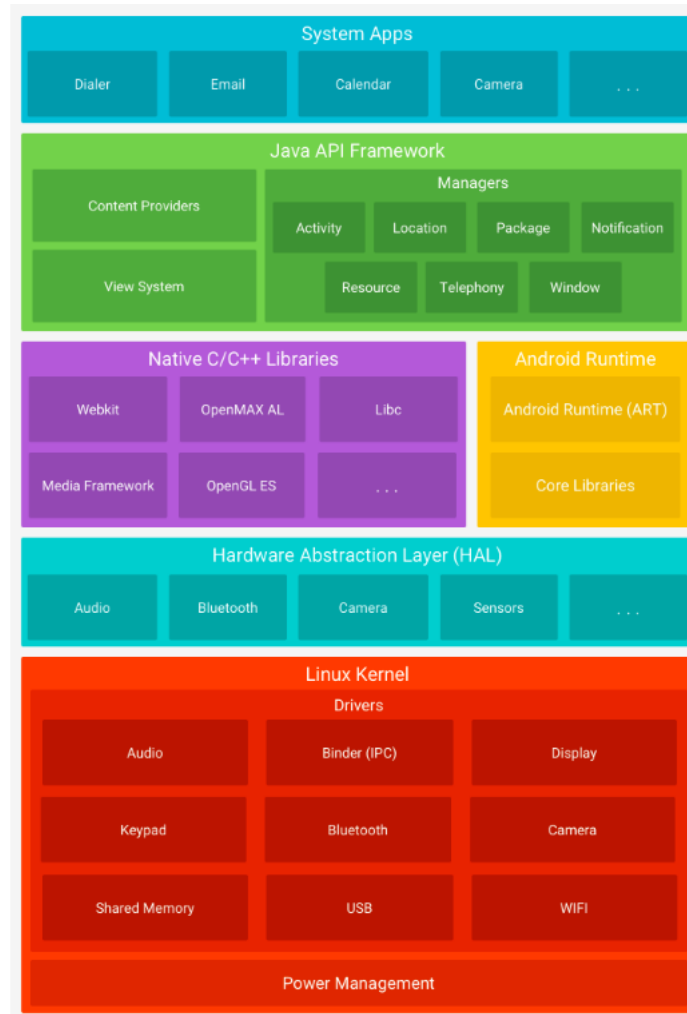 System Apps
Dialer
Email
Calendar
Camera
. . .
Java API Framework
Content Providers
View System
Managers
Activity
Location
Package
Notification
Resource
Telephony
Window
Native C/C++ Libraries
Webkit
OpenMAX AL
Libc
Media Framework
OpenGL ES
. . .
Android Runtime
Android Runtime (ART)
Core Libraries
Hardware Abstraction Layer (HAL)
Audio
Bluetooth
Camera
Sensors
. . .
Linux Kernel
Drivers
Audio
Binder (IPC)
Display
Keypad
Bluetooth
Camera
Shared Memory
USB
WIFI
Power Management